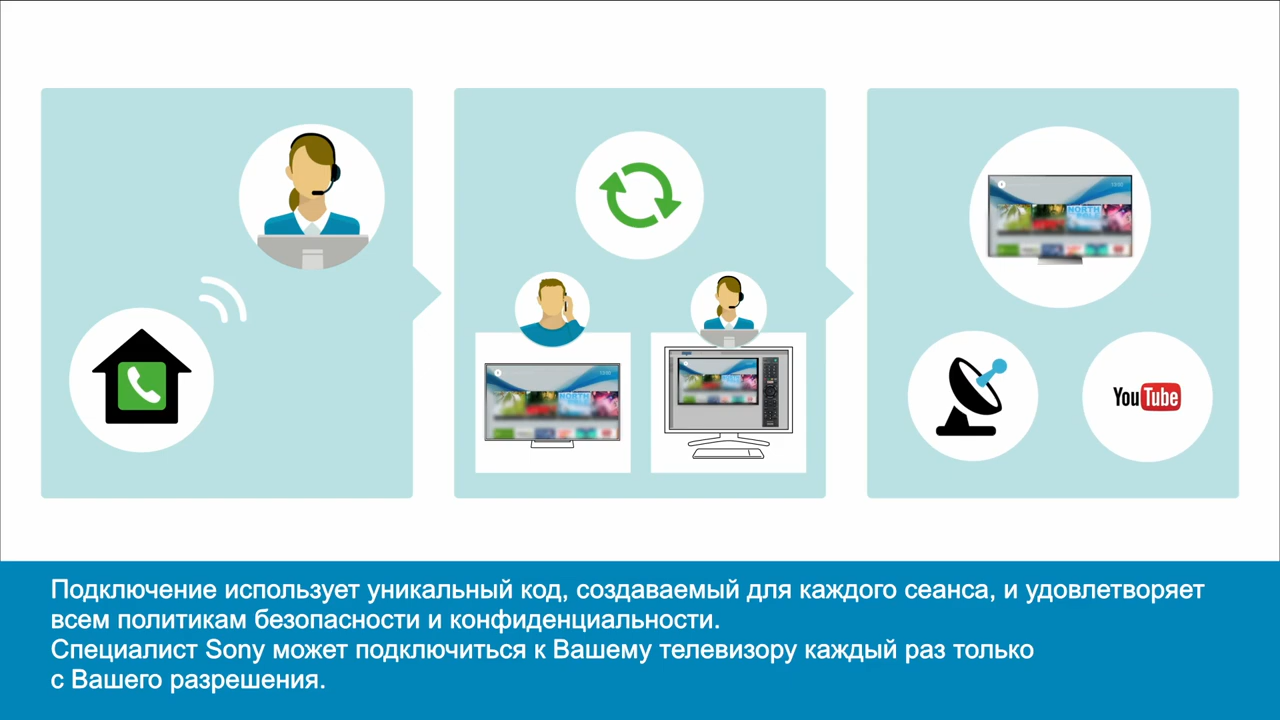 YouTube
Подключение использует уникальный код, создаваемый для каждого сеанса, и удовлетворяет
всем политикам безопасности и конфиденциальности.
Специалист Sony может подключиться к Вашему телевизору каждый раз только
с Вашего разрешения.